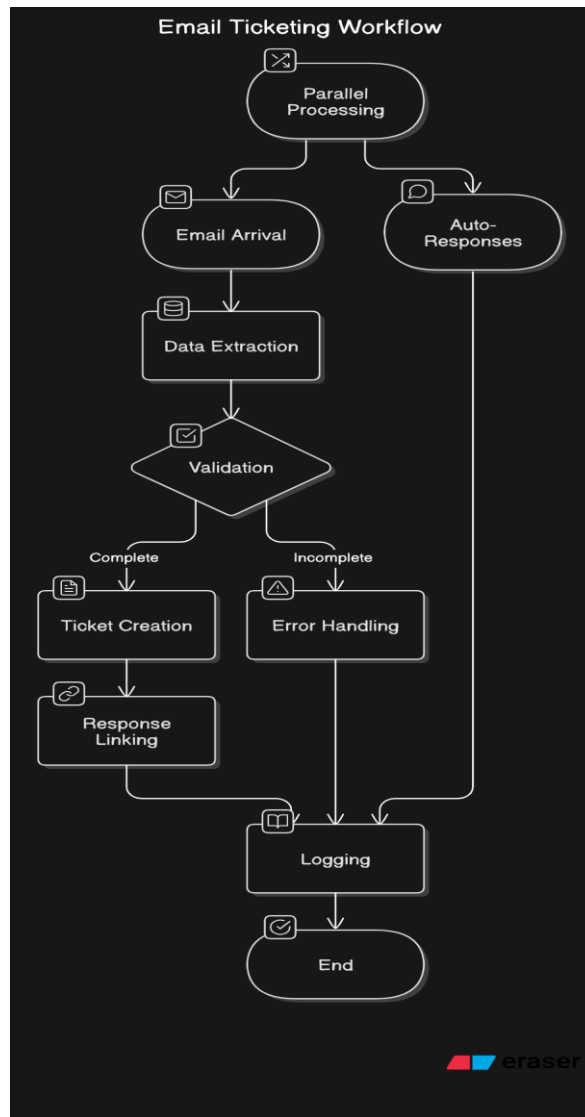 Email Ticketing Workflow
Parallel
Processing
Email Arrival
Auto-
Responses
Data Extraction
Validation
Complete
Incomplete
Ticket Creation
Error Handling
Response
Linking
Logging
End
eraser